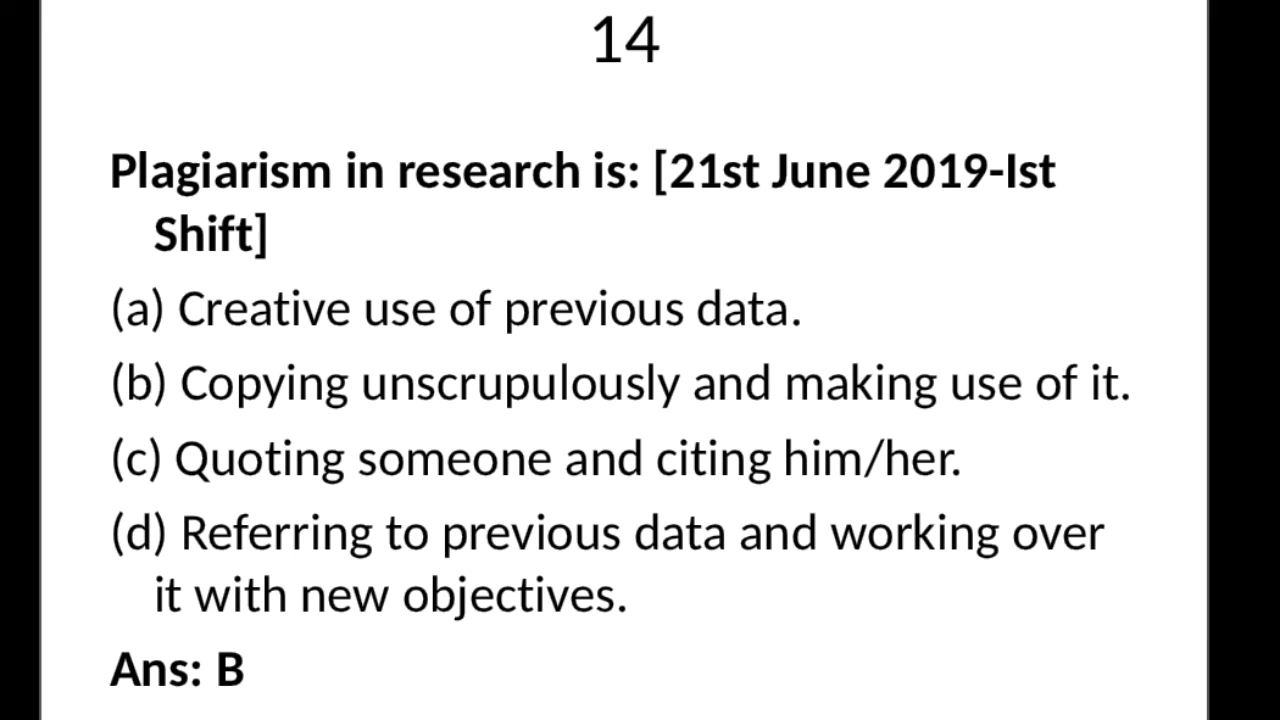 14
Plagiarism in research is: [21st June 2019-Ist
Shift]
(a) Creative use of previous data.
(b) Copying unscrupulously and making use of it.
(c) Quoting someone and citing him/her.
(d) Referring to previous data and working over
it with new objectives.
Ans: B